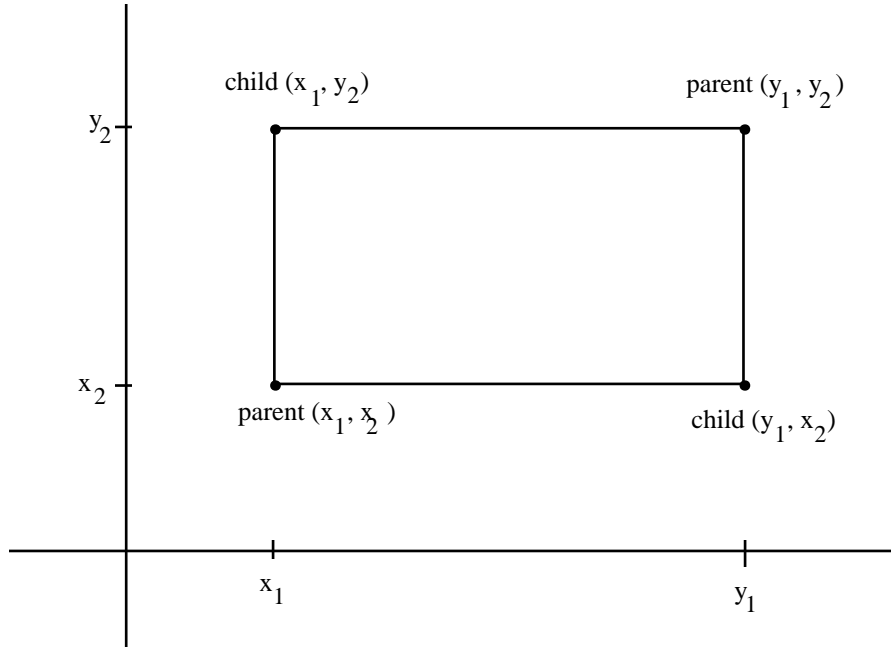 child (x₁, y₂)
parent (y₁, y₂)
y₂
x₂
parent (x₁, x₂)
child (y₁, x₂)
x₁
y₁